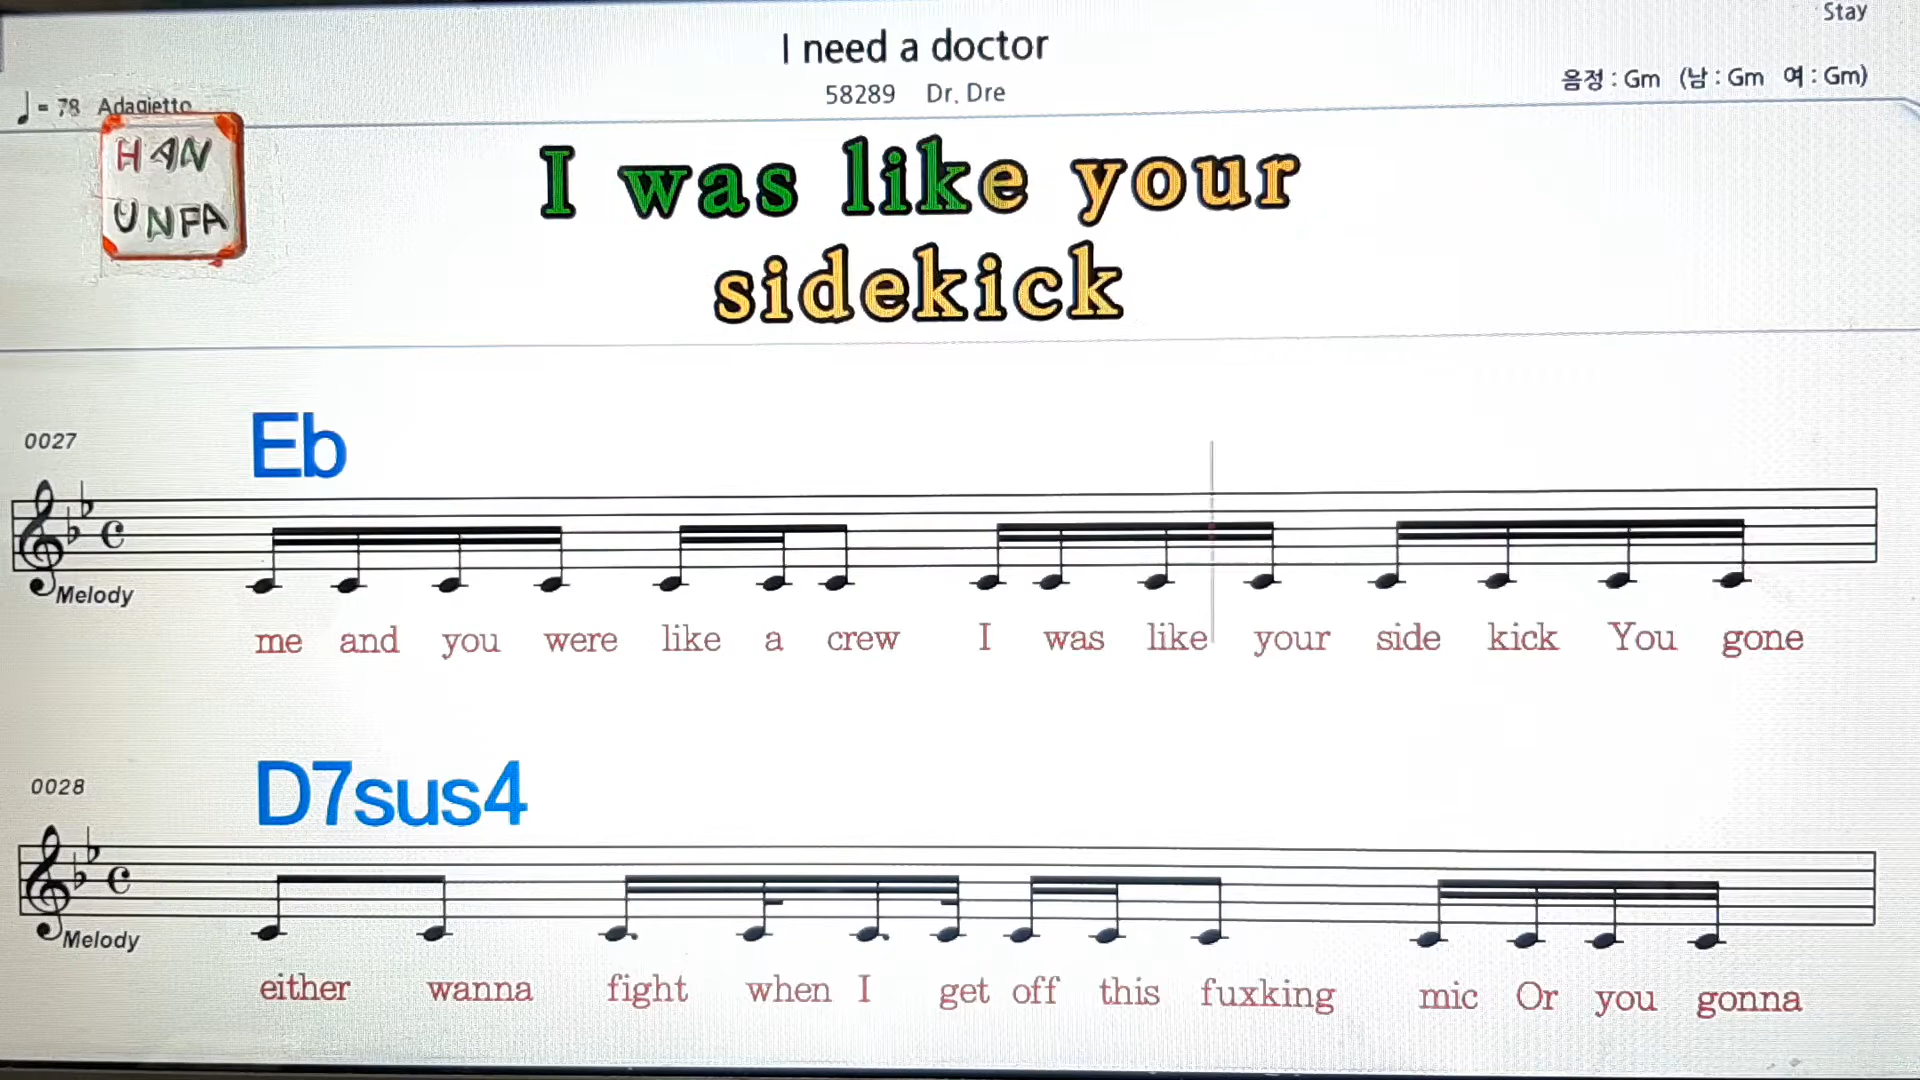 Stay
I need a doctor
58289 Dr. Dre
음정 : Gm (남 : Gm 여 : Gm)
♩ = 78 Adagietto
HAN
UNFA
I was like your
sidekick
0027
Eb
Melody
me and you were like a crew I was like your side kick You gone
0028
D7sus4
Melody
either wanna fight when I get off this fuxking mic Or you gonna